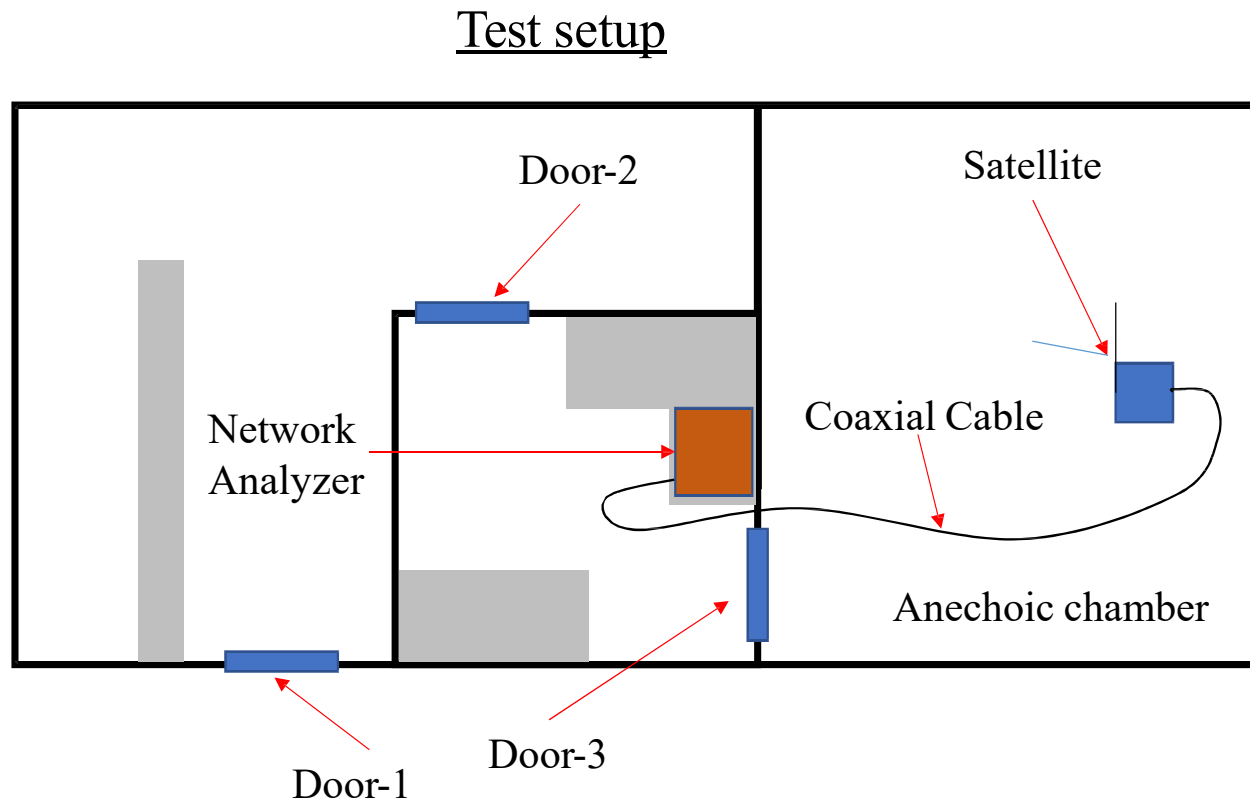 Test setup
Door-2
Satellite
Network
Analyzer
Coaxial Cable
Anechoic chamber
Door-3
Door-1